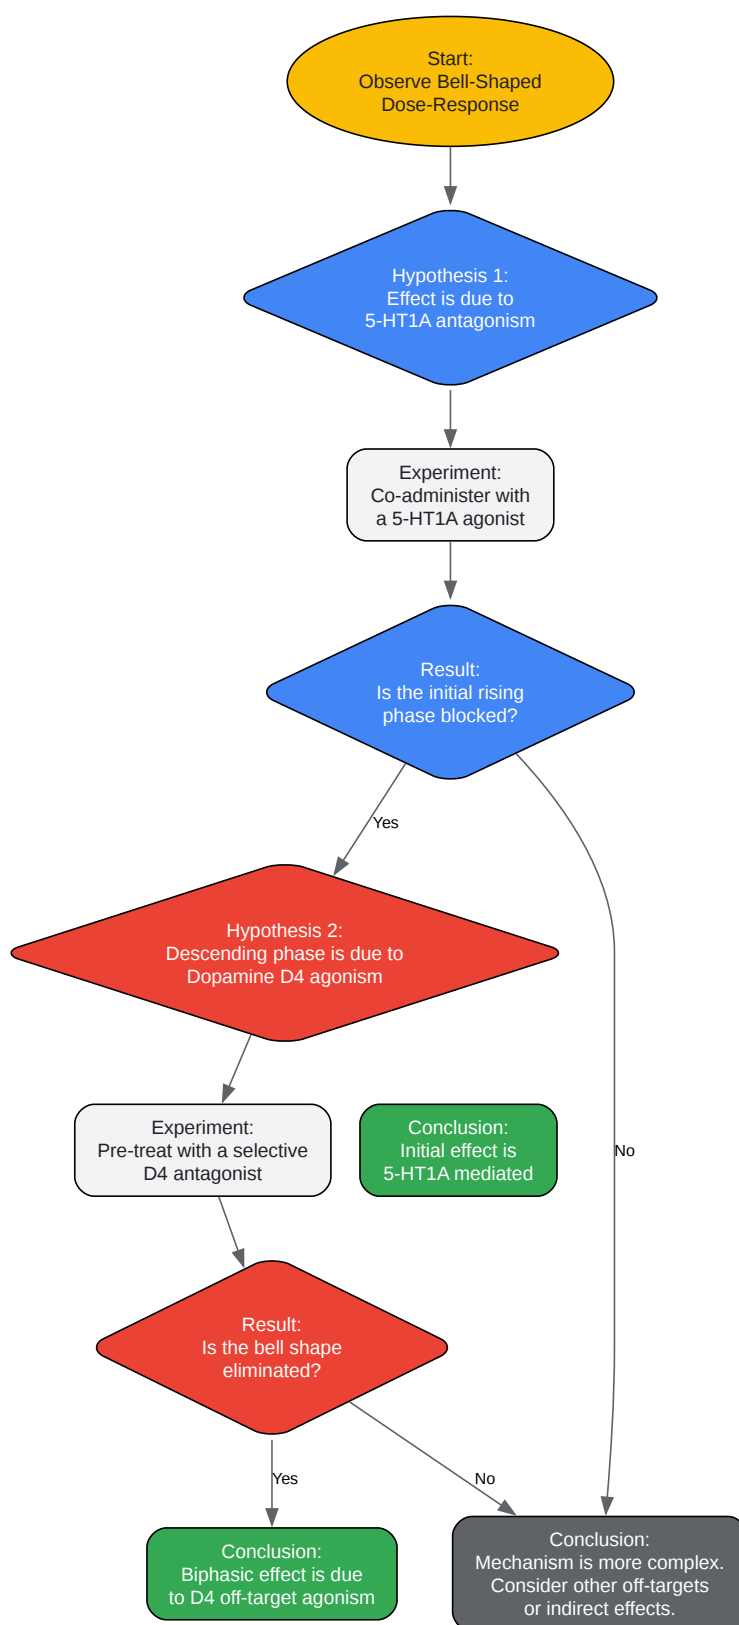 Start:
Observe Bell-Shaped
Dose-Response
Hypothesis 1:
Effect is due to
5-HT1A antagonism
Experiment:
Co-administer with
a 5-HT1A agonist
Result:
Is the initial rising
phase blocked?
Yes
Hypothesis 2:
Descending phase is due to
Dopamine D4 agonism
Experiment:
Pre-treat with a selective
D4 antagonist
Conclusion:
Initial effect is
5-HT1A mediated
No
Result:
Is the bell shape
eliminated?
Yes
No
Conclusion:
Biphasic effect is due
to D4 off-target agonism
Conclusion:
Mechanism is more complex.
Consider other off-targets
or indirect effects.